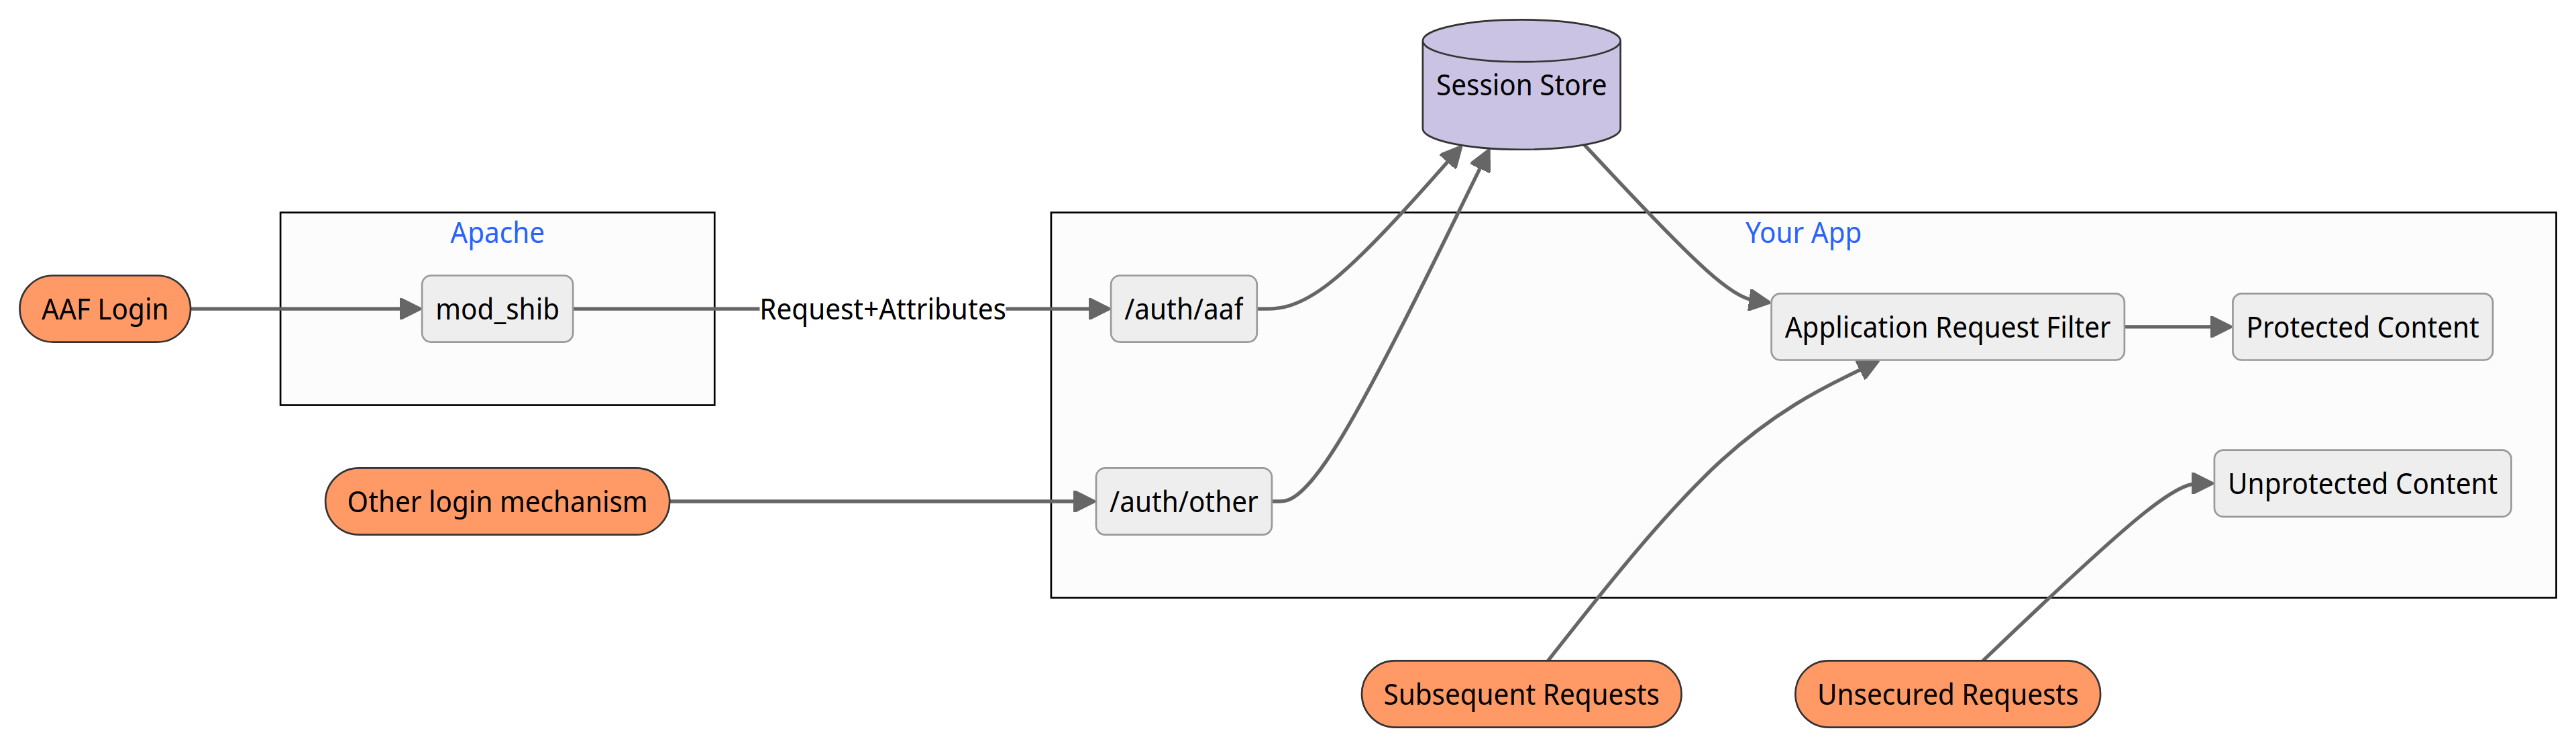 Session Store
Apache
Your App
AAF Login
mod_shib
Request+Attributes
/auth/aaf
Application Request Filter
Protected Content
Other login mechanism
/auth/other
Unprotected Content
Subsequent Requests
Unsecured Requests